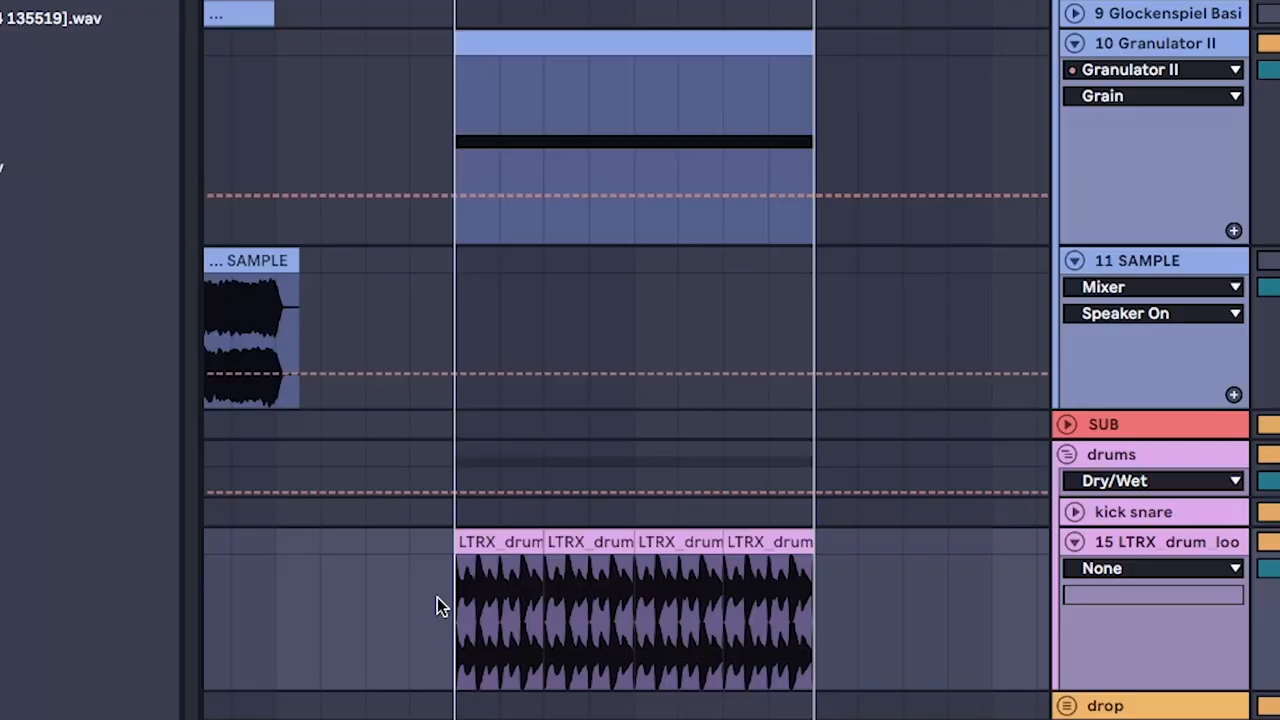 4 135519].wav
...
9 Glockenspiel Basi
10 Granulator II
Granulator II
Grain
... SAMPLE
11 SAMPLE
Mixer
Speaker On
SUB
drums
Dry/Wet
kick snare
LTRX_drum LTRX_drum LTRX_drum LTRX_drum
15 LTRX_drum_loo
None
drop